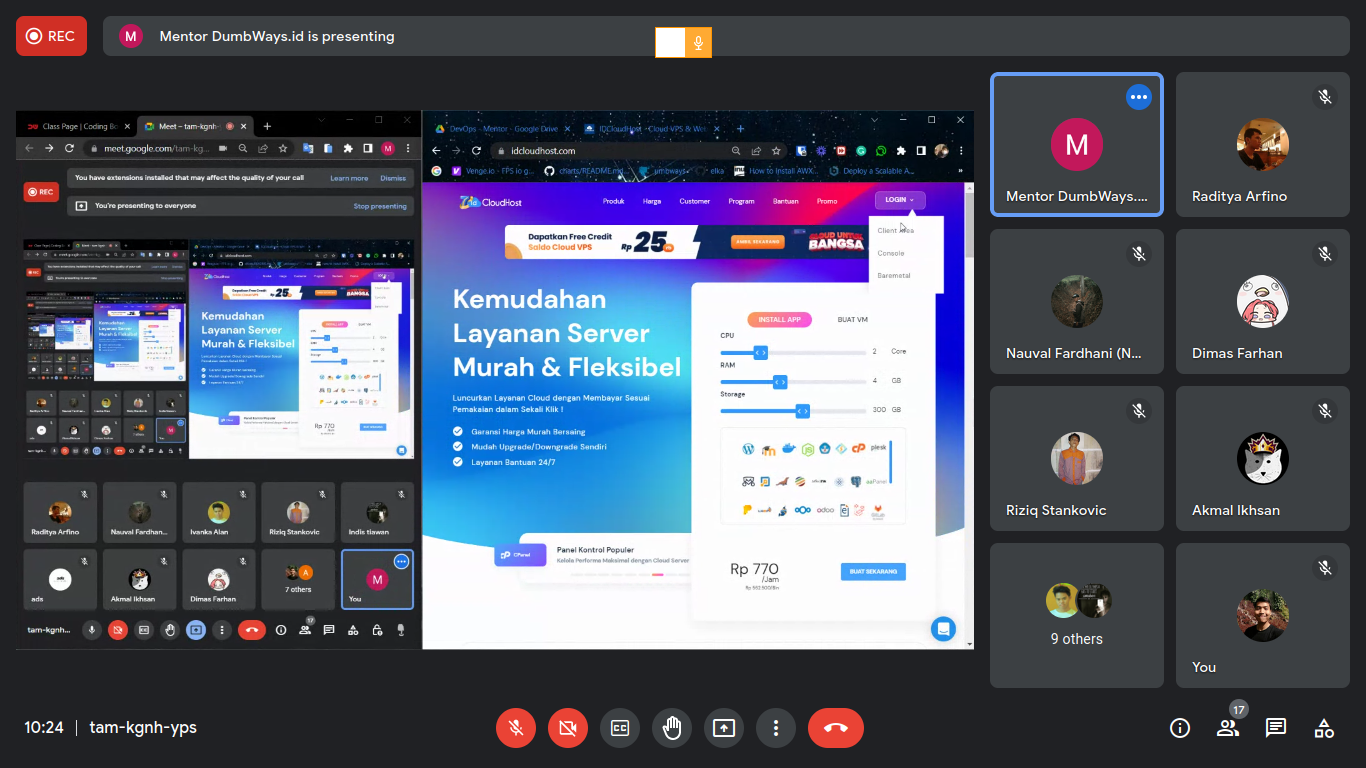 REC
M
Mentor DumbWays.id is presenting
Class Page | Coding Bo
Meet – tam-kgnh-
meet.google.com/tam-kg...
M
REC
You have extensions installed that may affect the quality of your call
Learn more
Dismiss
You're presenting to everyone
Stop presenting
Raditya Arfino
Nauval Fardhan...
Ivanka Alan
Riziq Stankovic
Indis tiawan
ads
Akmal Ikhsan
Dimas Farhan
A
7 others
M
You
tam-kgnh...
17
DevOps - Mentor - Google Drive
IDCloudHost - Cloud VPS & We
idcloudhost.com
Venge.io - FPS io g...
charts/README.md...
umbways
elka
How to Install AWX...
Deploy a Scalable A...
CloudHost
Produk
Harga
Customer
Program
Bantuan
Promo
LOGIN
Client Area
Console
Baremetal
Dapatkan Free Credit
Saldo Cloud VPS
Rp 25
AMBIL SEKARANG
CLOUD UNTUK
BANGSA
Kemudahan
Layanan Server
Murah & Fleksibel
Luncurkan Layanan Cloud dengan Membayar Sesuai
Pemakaian dalam Sekali Klik !
Garansi Harga Murah Bersaing
Mudah Upgrade/Downgrade Sendiri
Layanan Bantuan 24/7
INSTALL APP
BUAT VM
CPU
2 Core
RAM
4 GB
Storage
300 GB
plesk
aaPanel
odoo
Rp 770
/Jam
BUAT SEKARANG
CPanel
Panel Kontrol Populer
Kelola Performa Maksimal dengan Cloud Server
M
Mentor DumbWays....
Raditya Arfino
Nauval Fardhani (N...
Dimas Farhan
Riziq Stankovic
Akmal Ikhsan
9 others
You
10:24
tam-kgnh-yps
17